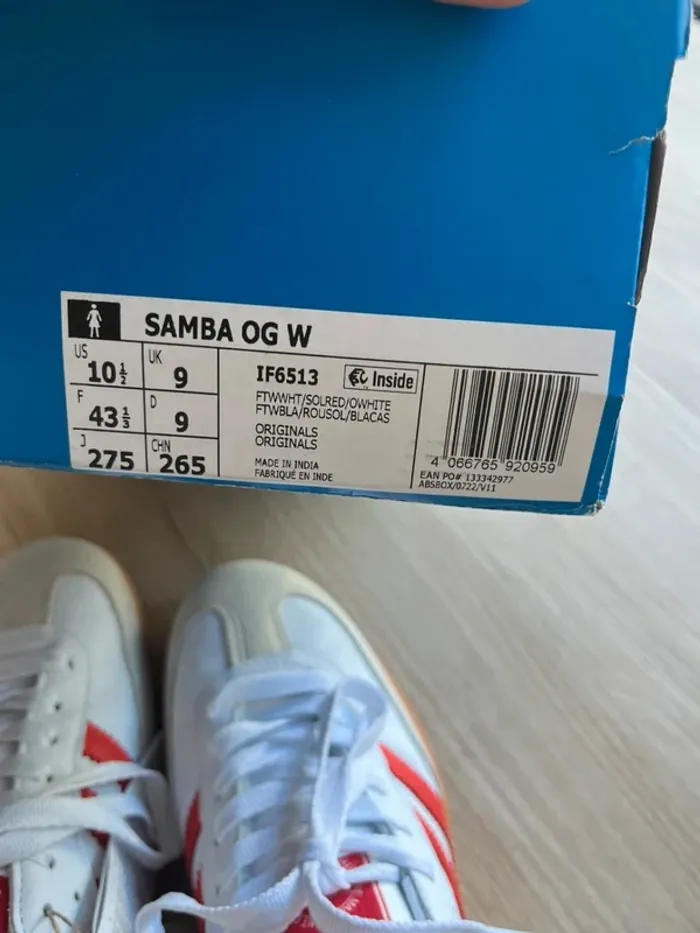 SAMBA OG W
US 10½ UK 9
F 43⅓ D 9
J 275 CHN 265
IF6513
Inside
FTWWHT/SOLRED/OWHITE
FTWBLA/ROUSOL/BLACAS
ORIGINALS
ORIGINALS
MADE IN INDIA
FABRIQUÉ EN INDE
4 066765 920959
EAN PO# 133342977
ABSBOX/0722/V11